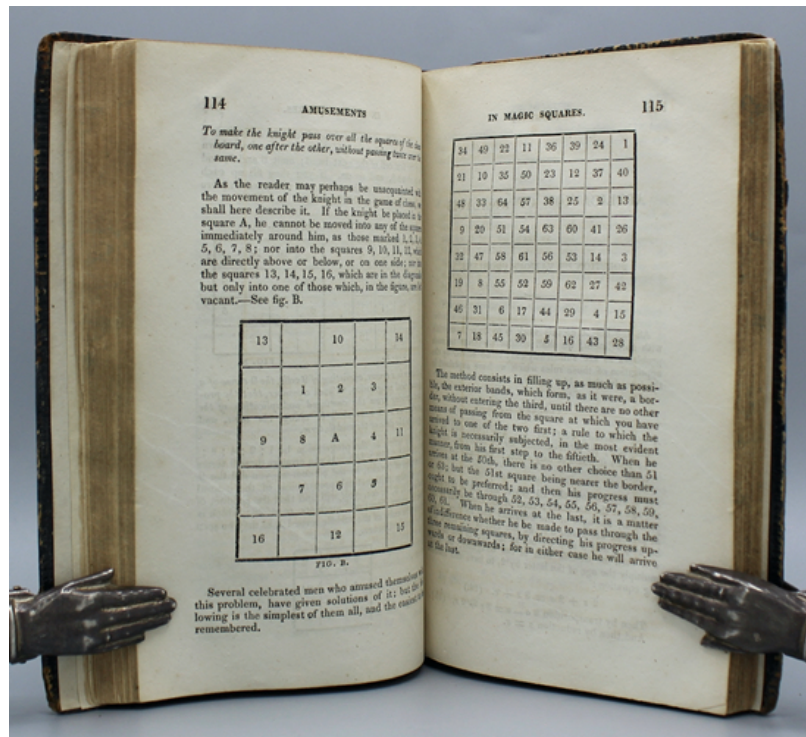 114
AMUSEMENTS
To make the knight pass over all the squares of the
board, one after the other, without passing twice over
same.
As the reader may perhaps be unacquainted
the movement of the knight in the game of chess,
shall here describe it. If the knight be placed
square A, he cannot be moved into any of the
immediately around him, as those marked 1, 2, 3,
5, 6, 7, 8; nor into the squares 9, 10, 11, 12,
are directly above or below, or on one side; nor
the squares 13, 14, 15, 16, which are in the
but only into one of those which, in the figure, are
vacant.—See fig. B.
13 10 14
1 2 3
9 8 A 4 11
7 6 5
16 12 15
FIG. B.
Several celebrated men who amused themselves
this problem, have given solutions of it; but the
lowing is the simplest of them all, and the easiest
remembered.
IN MAGIC SQUARES.
115
34 49 22 11 36 39 24 1
21 10 35 50 23 12 37 40
48 33 64 57 38 25 2 13
9 20 51 54 63 60 41 26
32 47 58 61 56 53 14 3
19 8 55 52 59 62 27 42
46 31 6 17 44 29 4 15
7 18 45 30 5 16 43 28
The method consists in filling up, as much as possi-
ble, the exterior bands, which form, as it were, a bor-
der, without entering the third, until there are no other
means of passing from the square at which you have
arrived to one of the two first; a rule to which the
knight is necessarily subjected, in the most evident
manner, from his first step to the fiftieth. When he
arrives at the 50th, there is no other choice than 51
or 63; but the 51st square being nearer the border,
ought to be preferred; and then his progress must
necessarily be through 52, 53, 54, 55, 56, 57, 58, 59,
60, 61. When he arrives at the last, it is a matter
of indifference whether he be made to pass through the
three remaining squares, by directing his progress up-
wards or downwards; for in either case he will arrive
at the last.